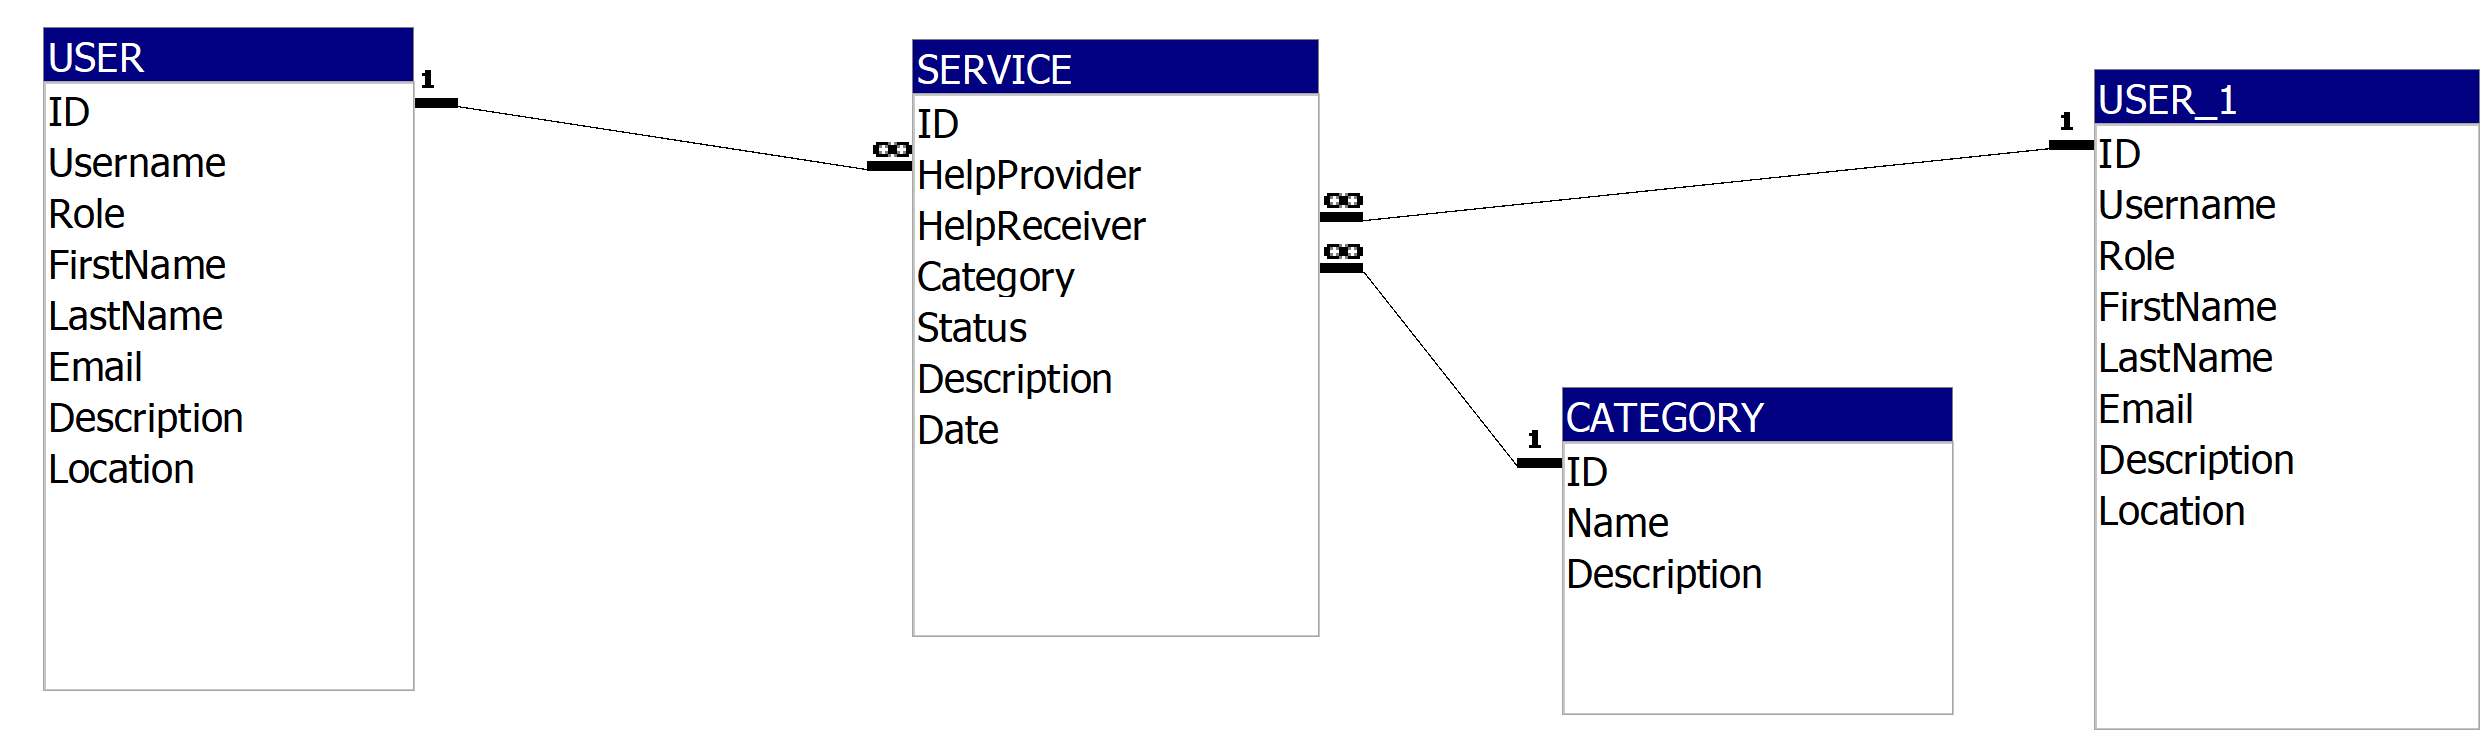 USER
ID
Username
Role
FirstName
LastName
Email
Description
Location
1
∞
SERVICE
ID
HelpProvider
HelpReceiver
Category
Status
Description
Date
∞
∞
1
1
CATEGORY
ID
Name
Description
USER_1
ID
Username
Role
FirstName
LastName
Email
Description
Location